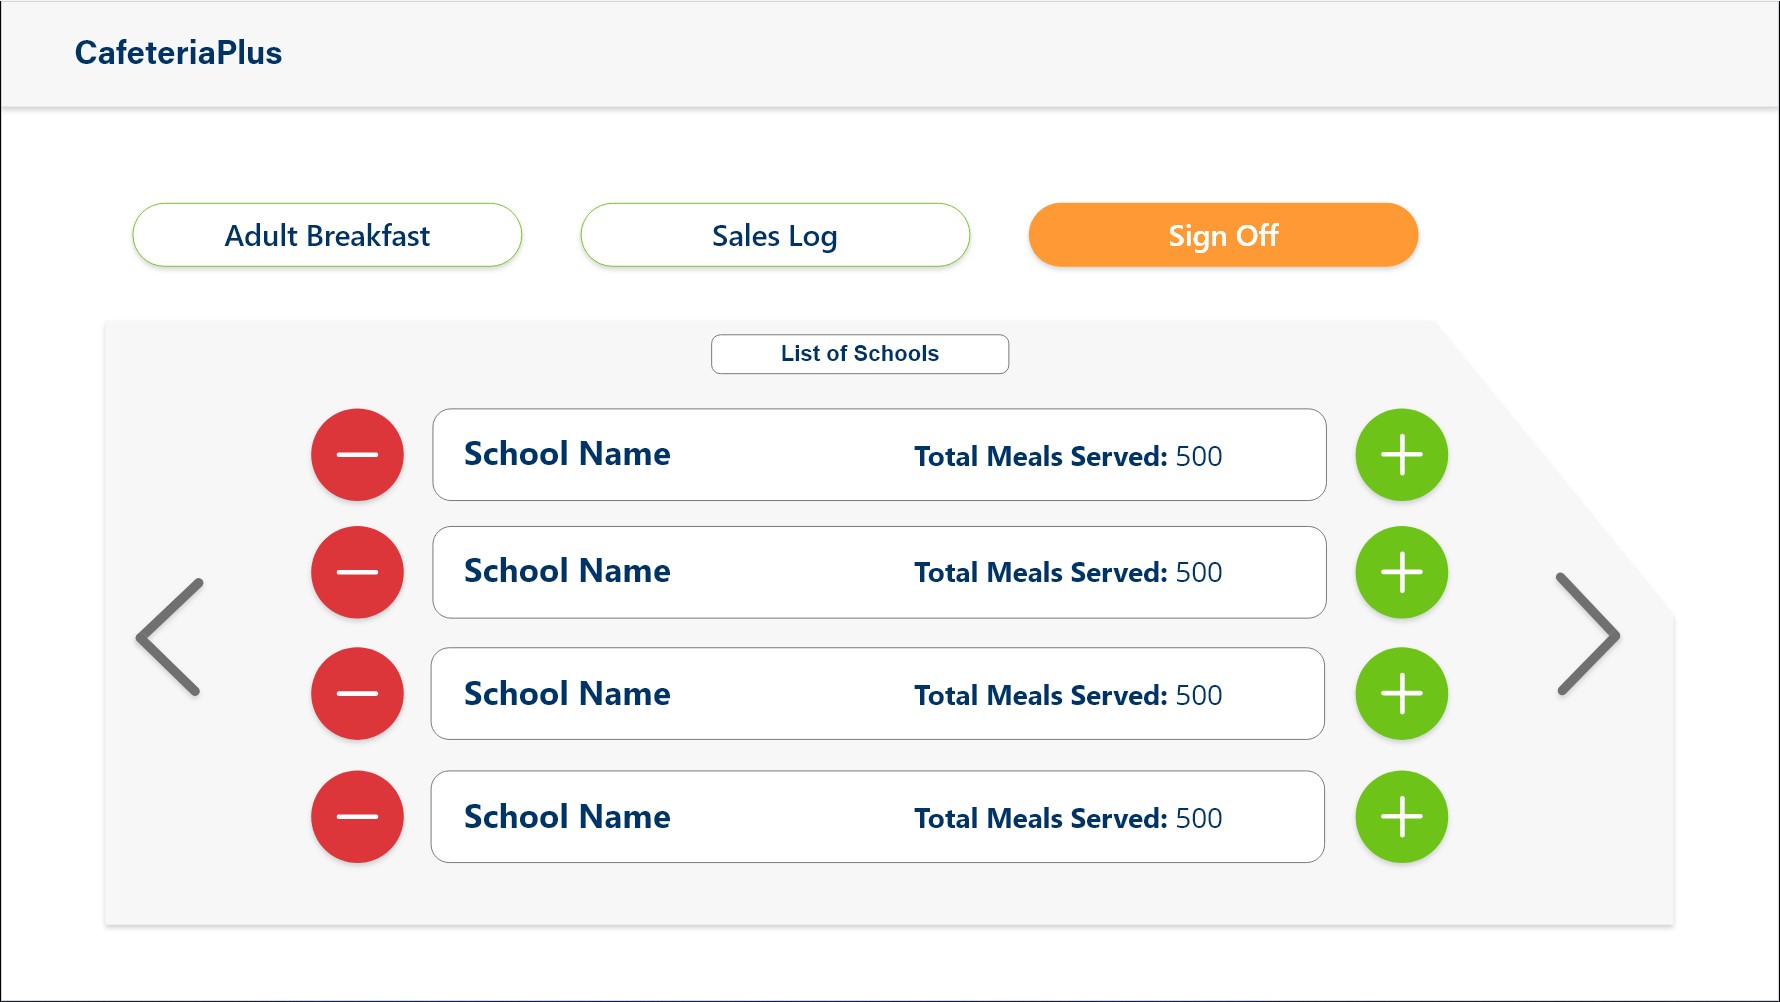 CafeteriaPlus
Adult Breakfast
Sales Log
Sign Off
List of Schools
School Name Total Meals Served: 500
School Name Total Meals Served: 500
School Name Total Meals Served: 500
School Name Total Meals Served: 500